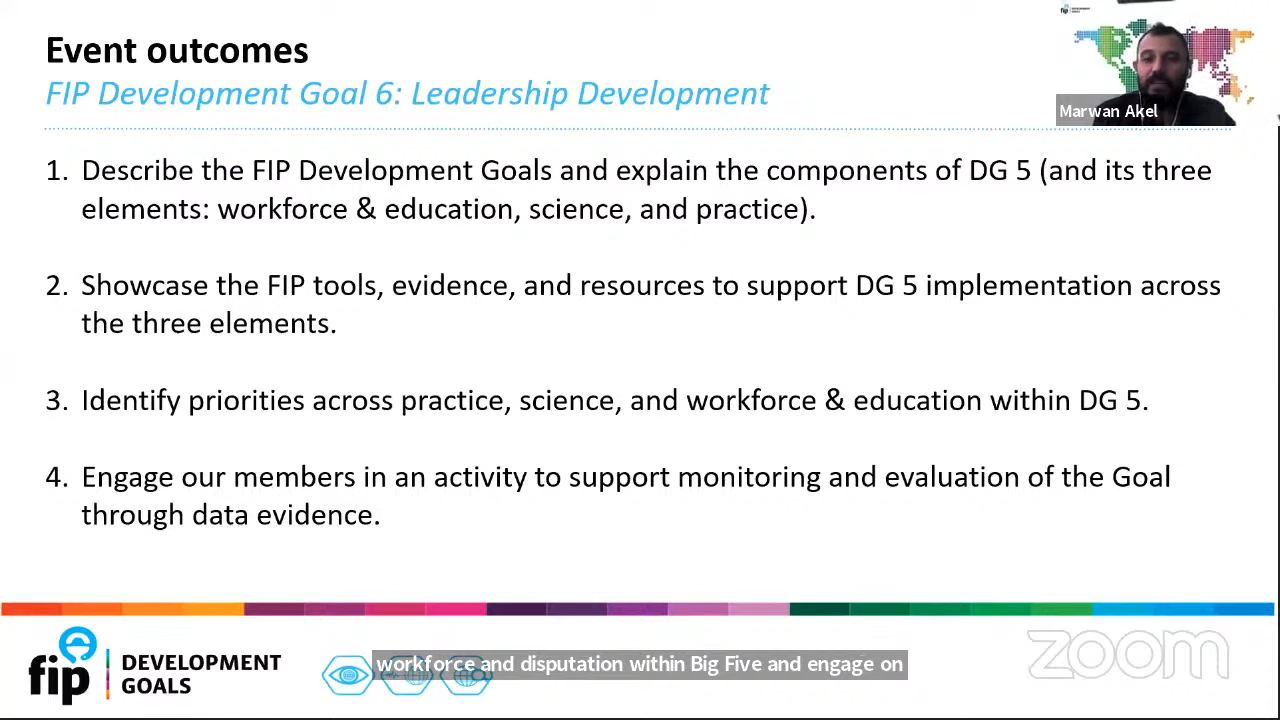 Event outcomes
FIP Development Goal 6: Leadership Development
fip DEVELOPMENT GOALS
Marwan Akel
1. Describe the FIP Development Goals and explain the components of DG 5 (and its three
elements: workforce & education, science, and practice).
2. Showcase the FIP tools, evidence, and resources to support DG 5 implementation across
the three elements.
3. Identify priorities across practice, science, and workforce & education within DG 5.
4. Engage our members in an activity to support monitoring and evaluation of the Goal
through data evidence.
fip
DEVELOPMENT
GOALS
workforce and disputation within Big Five and engage on
zoom